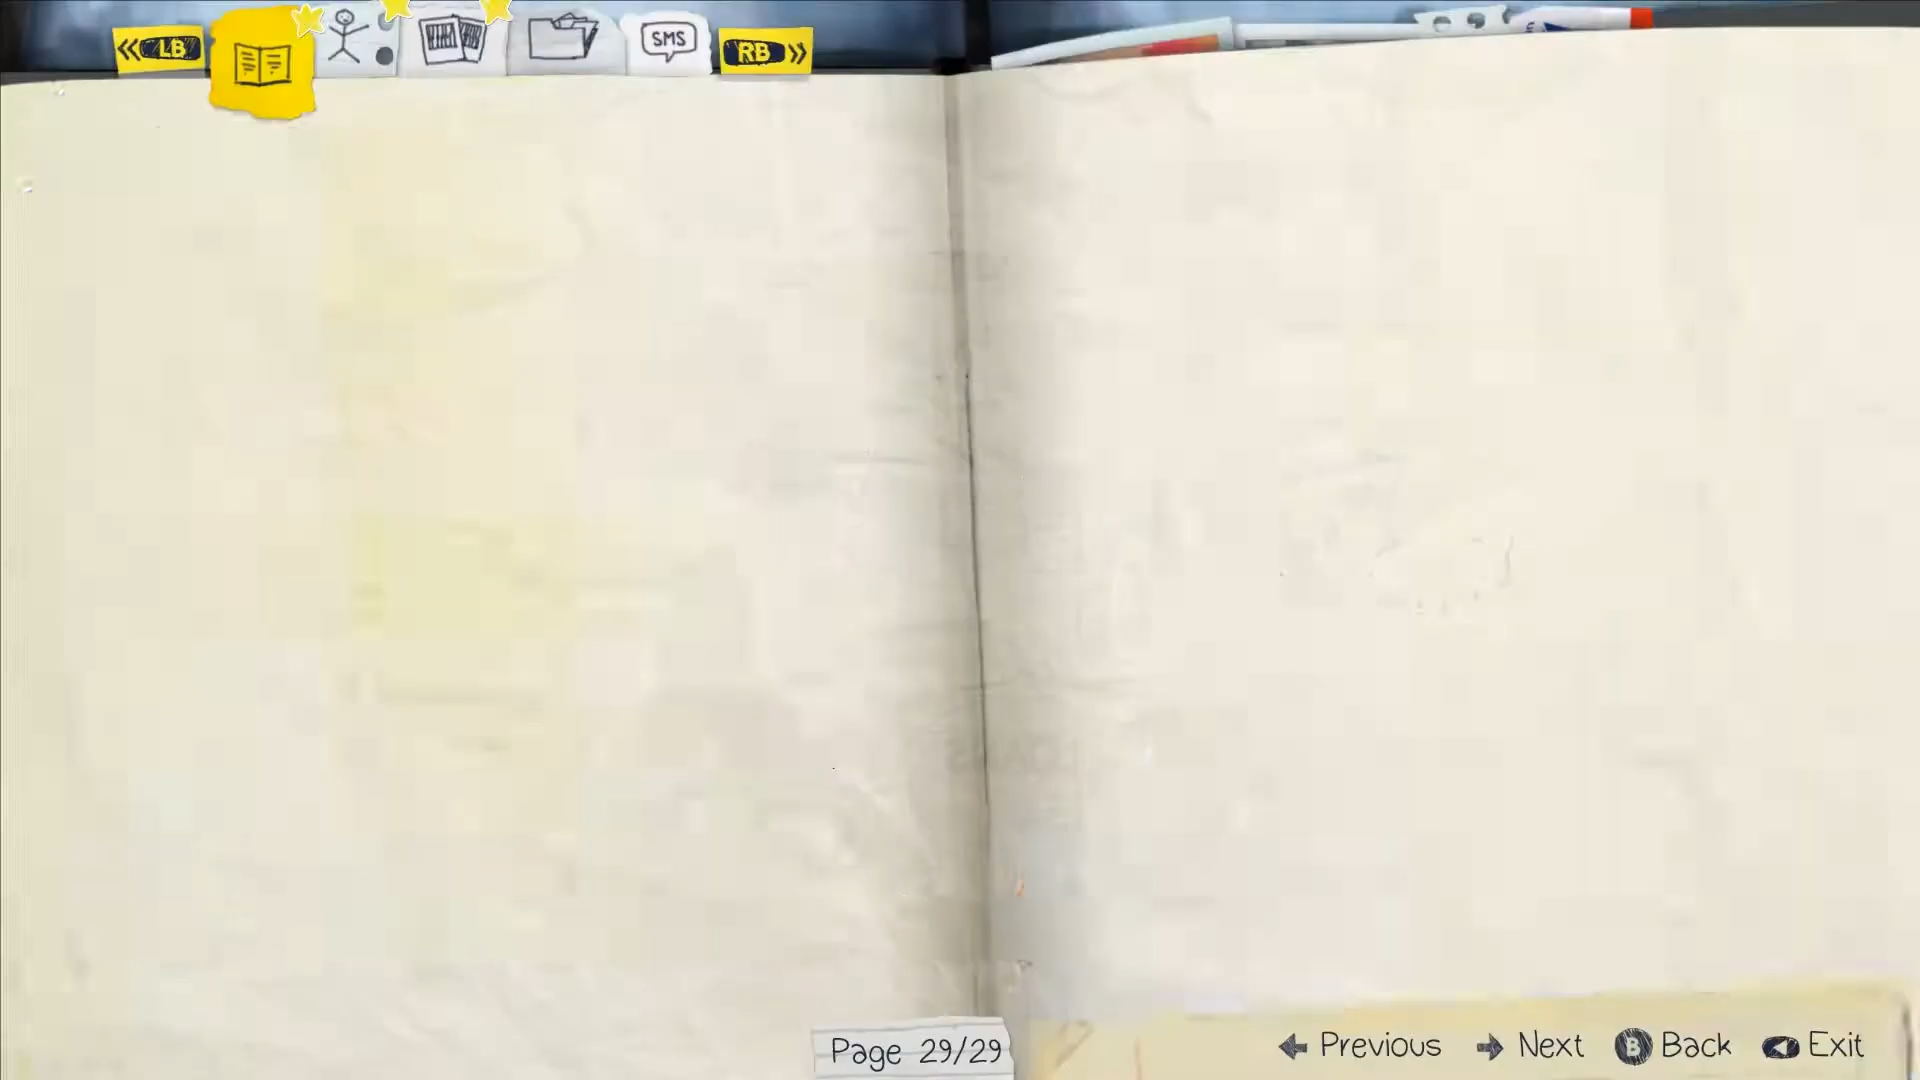 LB
SMS
RB
Page 29/29
Previous
Next
B Back
Exit